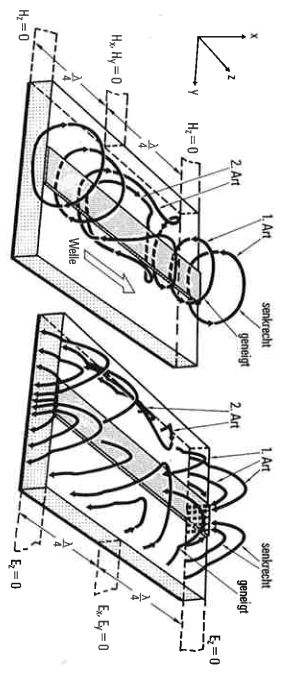 x
z
y
H_z = 0
λ/4
H_x, H_y = 0
λ/4
H_z = 0
2. Art
1. Art
senkrecht
geneigt
Welle
2. Art
1. Art
senkrecht
geneigt
E_z = 0
λ/4
E_x, E_y = 0
λ/4
E_z = 0